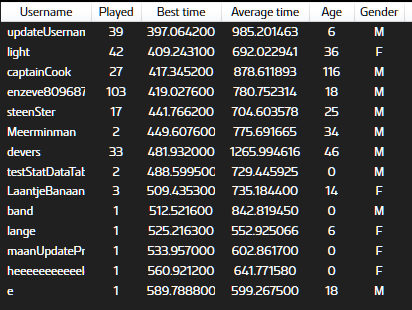 Username Played Best time Average time Age Gender
updateUsernan 39 397.064200 985.201463 6 M
light 42 409.243100 692.022941 36 F
captainCook 27 417.345200 878.611893 116 M
enzeve809687 103 419.027600 780.752314 18 M
steenSter 17 441.766200 704.603578 25 M
Meerminman 2 449.607600 775.691665 34 M
devers 33 481.932000 1265.994616 46 M
testStatDataTab 2 488.599500 729.445925 0 M
LaantjeBanaan 3 509.435300 735.184400 14 F
band 1 512.521600 842.819450 0 M
lange 1 525.216300 552.925066 6 F
maanUpdatePr 1 533.957000 602.861700 0 F
heeeeeeeeeeel 1 560.921200 641.771580 0 F
e 1 589.788800 599.267500 18 M